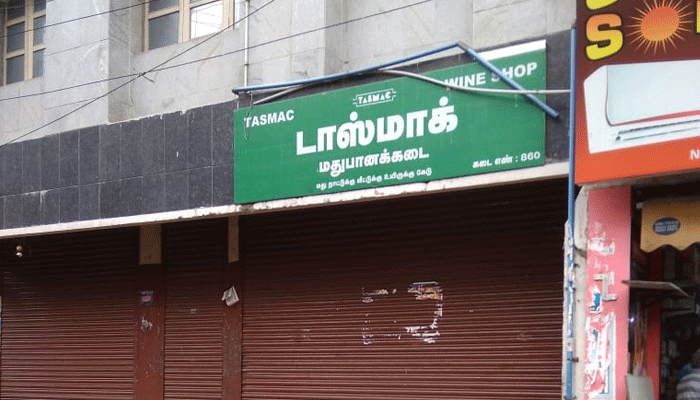 TASMAC
TASMAC
WINE SHOP
டாஸ்மாக்
மதுபானக்கடை
கடை எண் : 860
மது நாட்டுக்கு வீட்டுக்கு உயிருக்கு கேடு